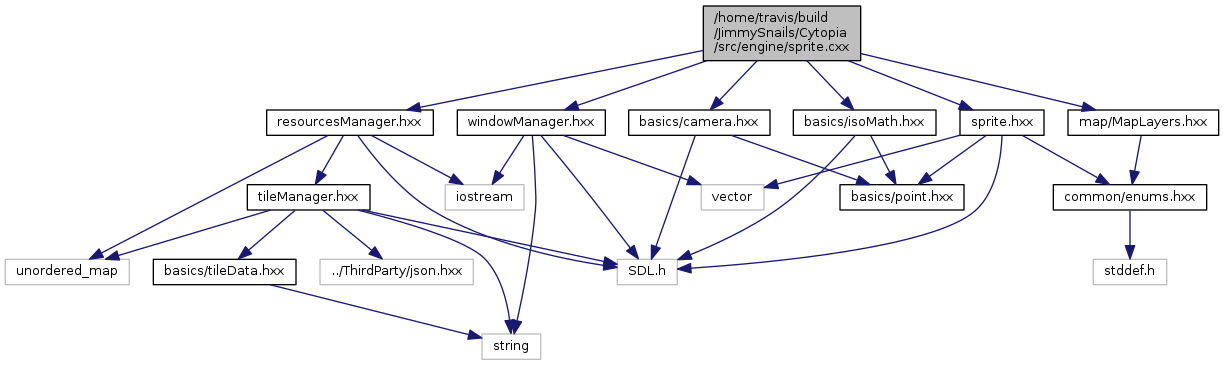 /home/travis/build
/JimmySnails/Cytopia
/src/engine/sprite.cxx
resourcesManager.hxx
windowManager.hxx
basics/camera.hxx
basics/isoMath.hxx
sprite.hxx
map/MapLayers.hxx
tileManager.hxx
iostream
vector
basics/point.hxx
common/enums.hxx
unordered_map
basics/tileData.hxx
../ThirdParty/json.hxx
SDL.h
stddef.h
string